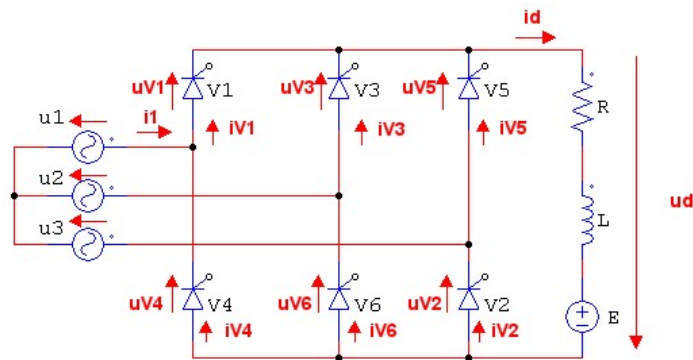 id
uV1 V1 uV3 V3 uV5 V5
R
u1 i1 iV1 iV3 iV5
u2
ud
u3 L
uV4 V4 uV6 V6 uV2 V2
E
iV4 iV6 iV2